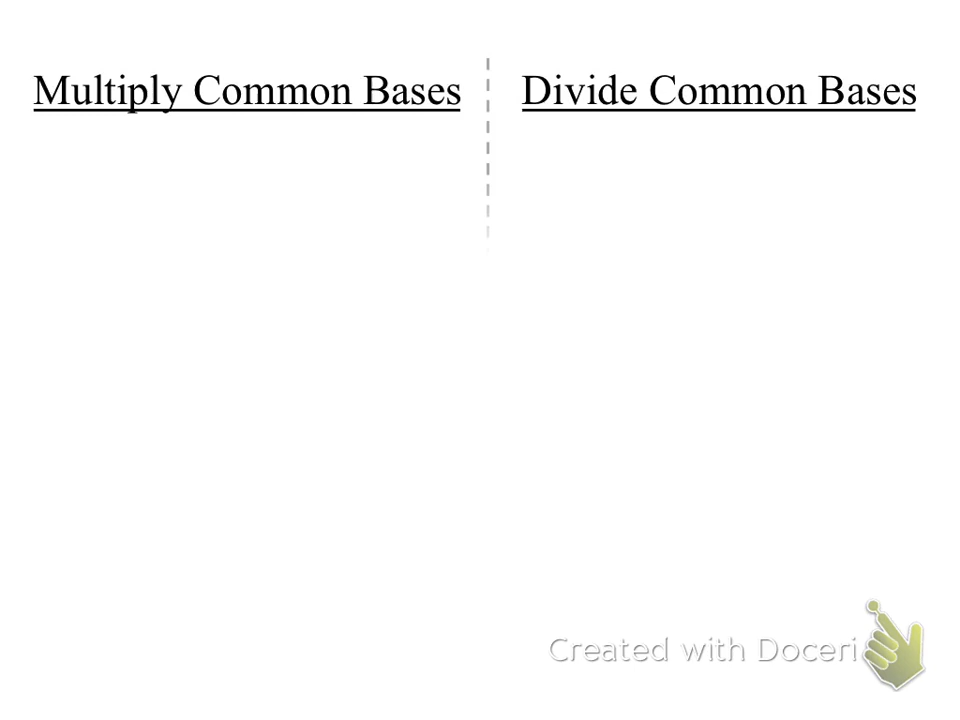 Multiply Common Bases
Divide Common Bases
Created with Doceri